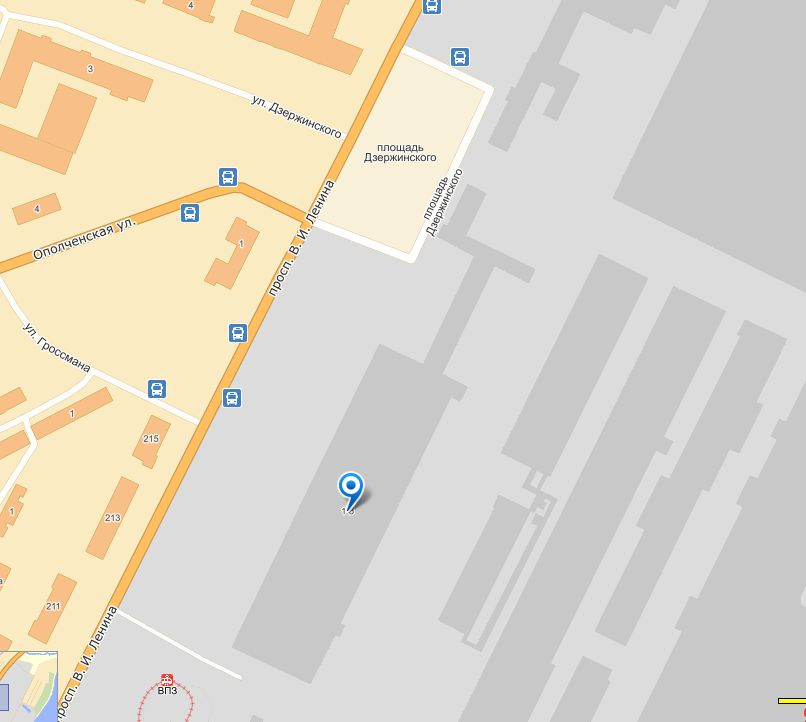 4
3
ул. Дзержинского
площадь
Дзержинского
площадь
Дзержинского
4
Ополченская ул.
1
просп. В. И. Ленина
ул. Гроссмана
1
215
1
213
211
просп. В. И. Ленина
ВПЗ